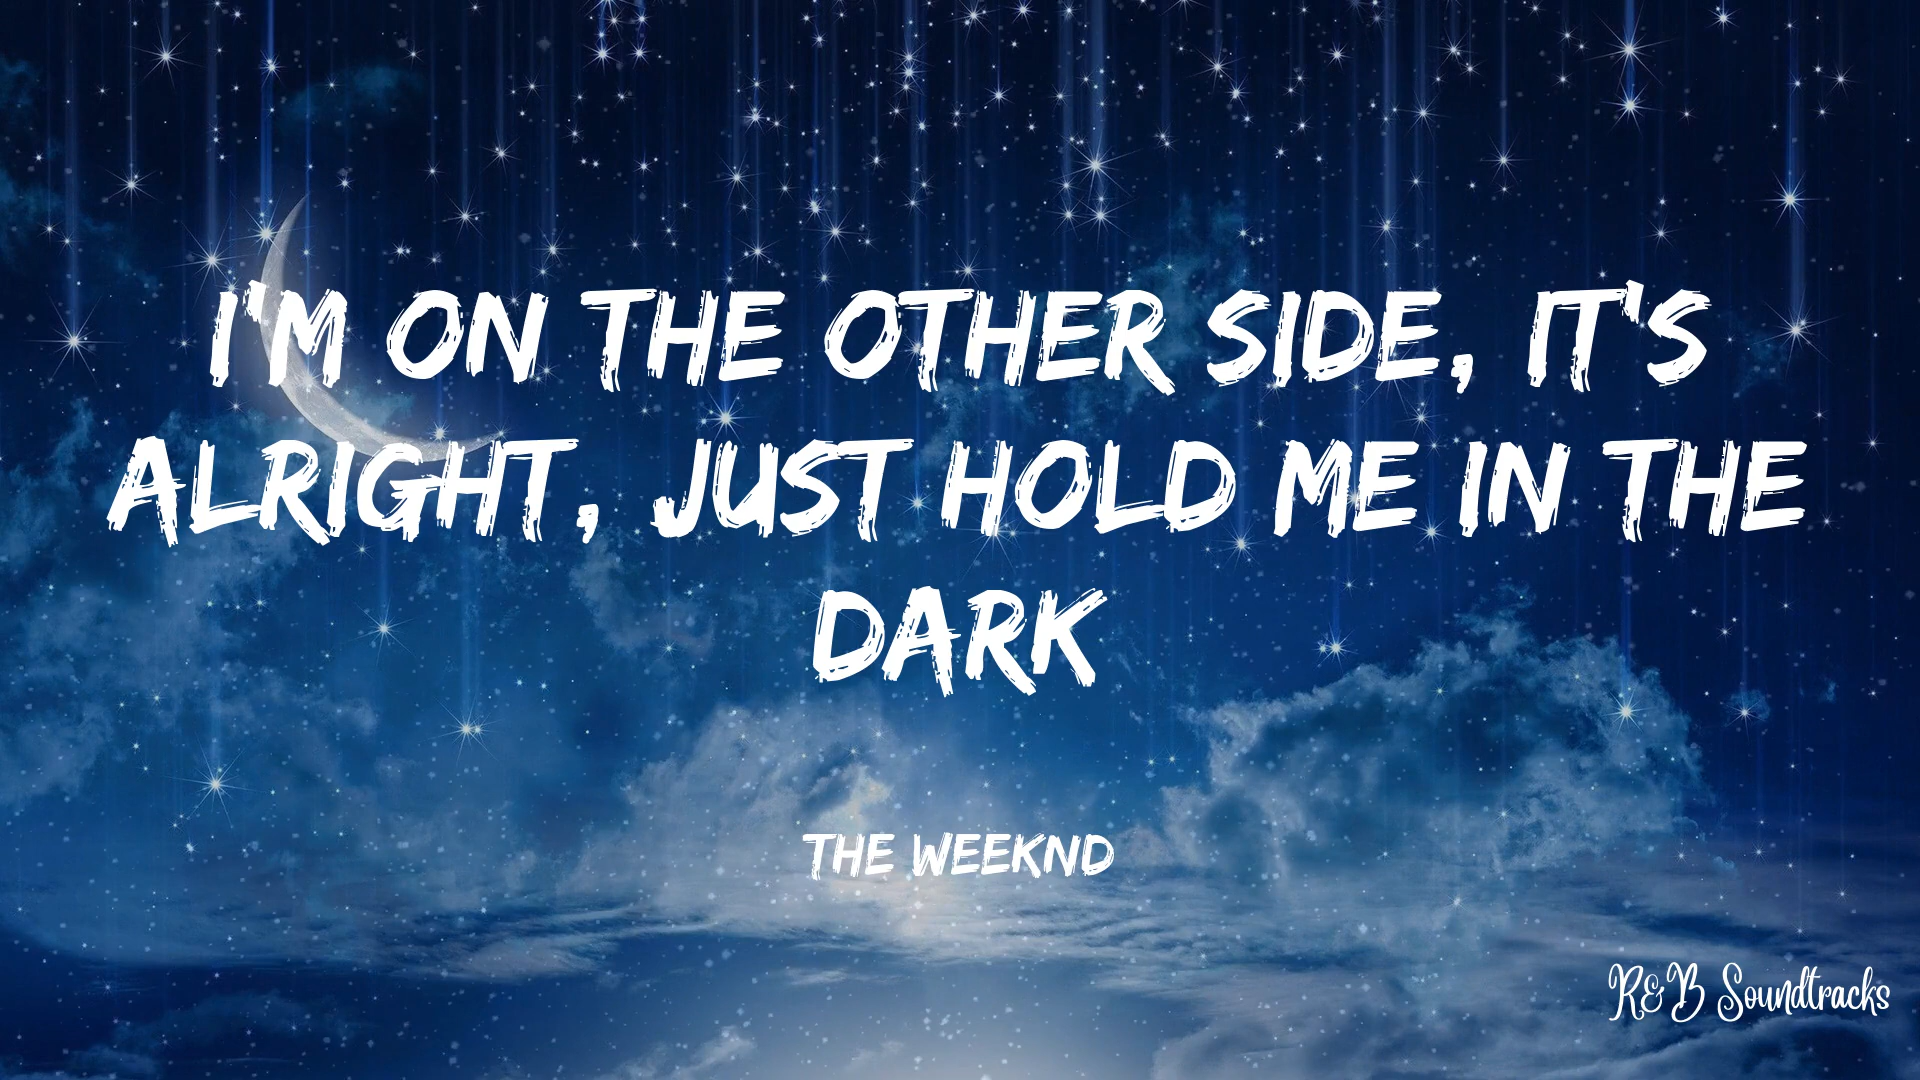 I'M ON THE OTHER SIDE, IT'S
ALRIGHT, JUST HOLD ME IN THE
DARK
THE WEEKND
R&B Soundtracks